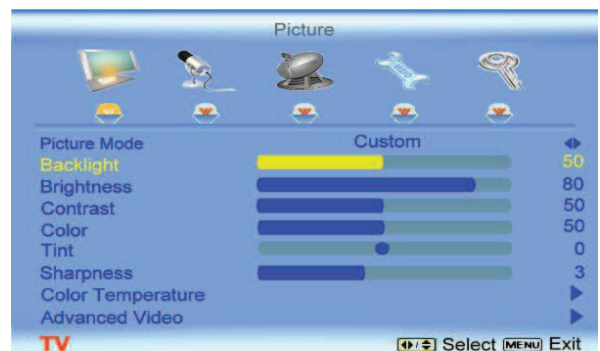 Picture
Picture Mode Custom
Backlight 50
Brightness 80
Contrast 50
Color 50
Tint 0
Sharpness 3
Color Temperature
Advanced Video
TV Select MENU Exit